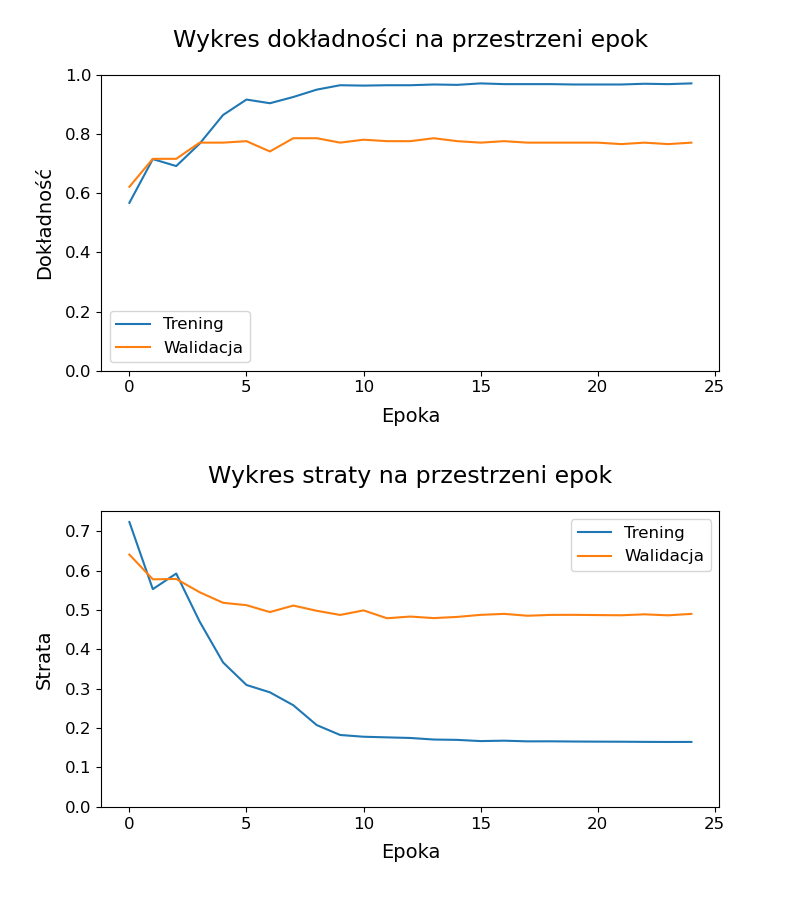 Wykres dokładności na przestrzeni epok
1.0
0.8
0.6
0.4
0.2
0.0
Dokładność
Trening
Walidacja
0 5 10 15 20 25
Epoka
Wykres straty na przestrzeni epok
0.7
0.6
0.5
0.4
0.3
0.2
0.1
0.0
Strata
Trening
Walidacja
0 5 10 15 20 25
Epoka